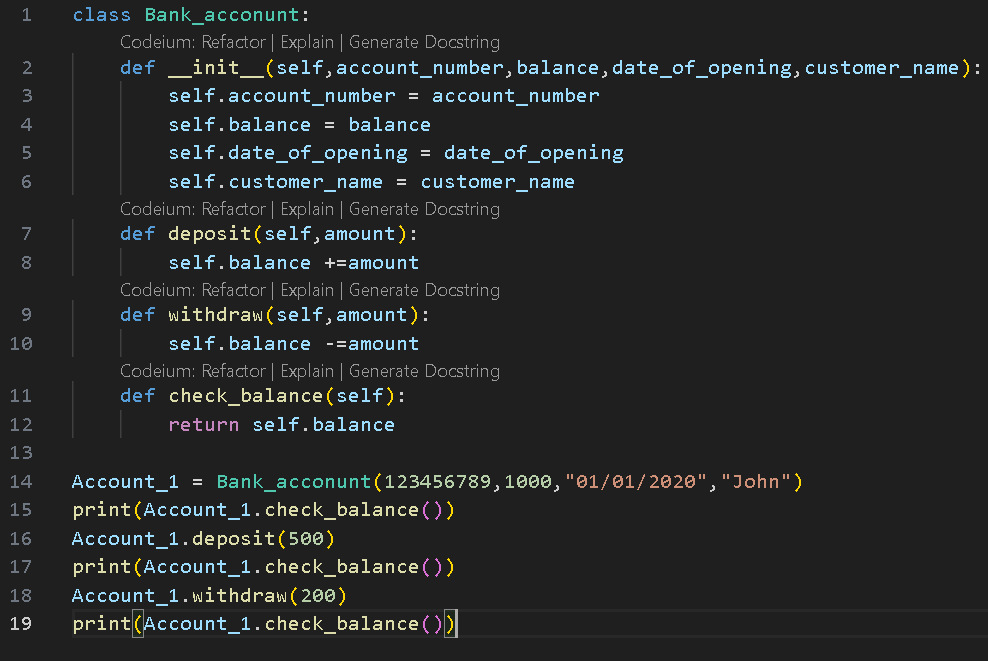 1 class Bank_acconunt:
Codeium: Refactor | Explain | Generate Docstring
2 def __init__(self,account_number,balance,date_of_opening,customer_name):
3 self.account_number = account_number
4 self.balance = balance
5 self.date_of_opening = date_of_opening
6 self.customer_name = customer_name
Codeium: Refactor | Explain | Generate Docstring
7 def deposit(self,amount):
8 self.balance +=amount
Codeium: Refactor | Explain | Generate Docstring
9 def withdraw(self,amount):
10 self.balance -=amount
Codeium: Refactor | Explain | Generate Docstring
11 def check_balance(self):
12 return self.balance
13
14 Account_1 = Bank_acconunt(123456789,1000,"01/01/2020","John")
15 print(Account_1.check_balance())
16 Account_1.deposit(500)
17 print(Account_1.check_balance())
18 Account_1.withdraw(200)
19 print(Account_1.check_balance())